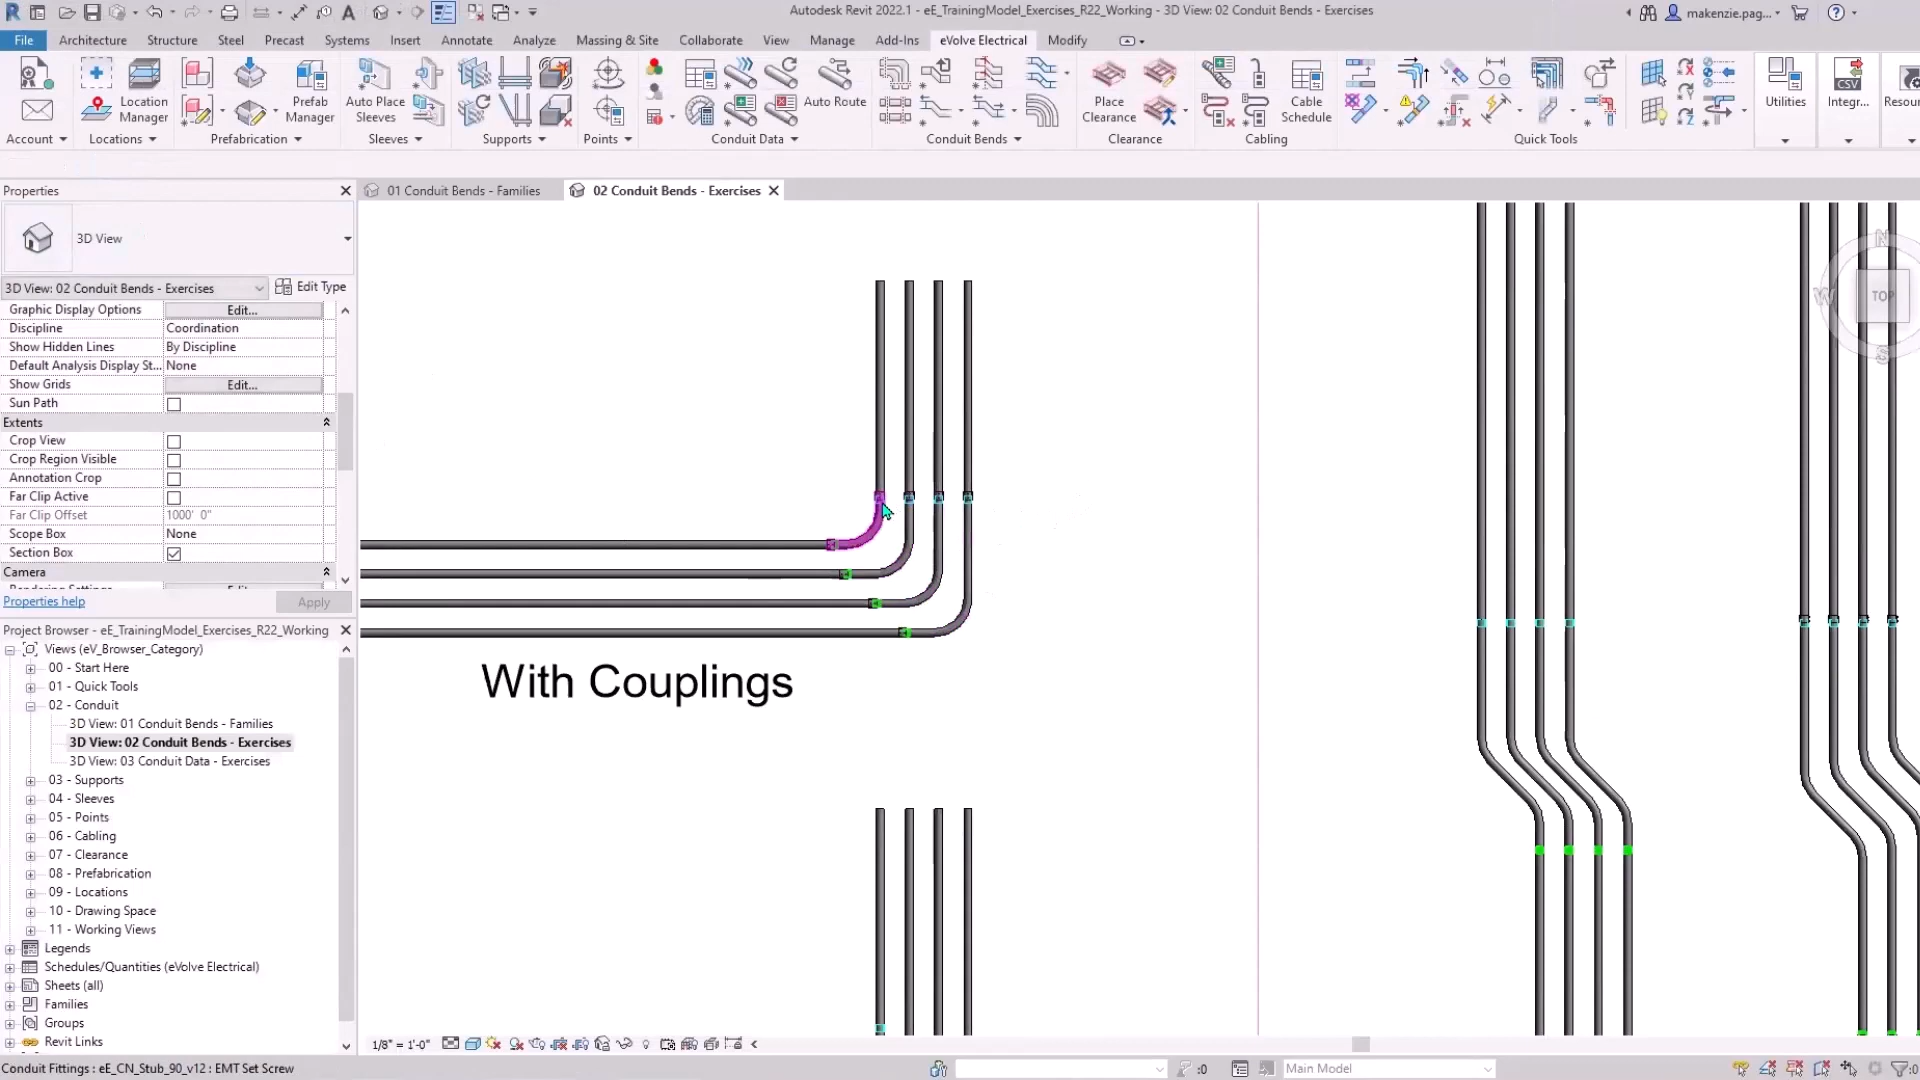 Autodesk Revit 2022.1 - eE_TrainingModel_Exercises_R22_Working - 3D View: 02 Conduit Bends - Exercises
makenzie.pag...
File Architecture Structure Steel Precast Systems Insert Annotate Analyze Massing & Site Collaborate View Manage Add-Ins eVolve Electrical Modify
Location Manager
Prefab Manager
Auto Place Sleeves
Auto Route
Place Clearance
Cable Schedule
Utilities
Integr...
Resou
Account Locations Prefabrication Sleeves Supports Points Conduit Data Conduit Bends Clearance Cabling Quick Tools
Properties
01 Conduit Bends - Families
02 Conduit Bends - Exercises
3D View
3D View: 02 Conduit Bends - Exercises
Edit Type
Graphic Display Options Edit...
Discipline Coordination
Show Hidden Lines By Discipline
Default Analysis Display St... None
Show Grids Edit...
Sun Path
Extents
Crop View
Crop Region Visible
Annotation Crop
Far Clip Active
Far Clip Offset 1000' 0"
Scope Box None
Section Box
Camera
Properties help
Apply
Project Browser - eE_TrainingModel_Exercises_R22_Working
Views (eV_Browser_Category)
00 - Start Here
01 - Quick Tools
02 - Conduit
3D View: 01 Conduit Bends - Families
3D View: 02 Conduit Bends - Exercises
3D View: 03 Conduit Data - Exercises
03 - Supports
04 - Sleeves
05 - Points
06 - Cabling
07 - Clearance
08 - Prefabrication
09 - Locations
10 - Drawing Space
11 - Working Views
Legends
Schedules/Quantities (eVolve Electrical)
Sheets (all)
Families
Groups
Revit Links
With Couplings
N
W
TOP
S
1/8" = 1'-0"
Conduit Fittings : eE_CN_Stub_90_v12 : EMT Set Screw
:0
Main Model
:0